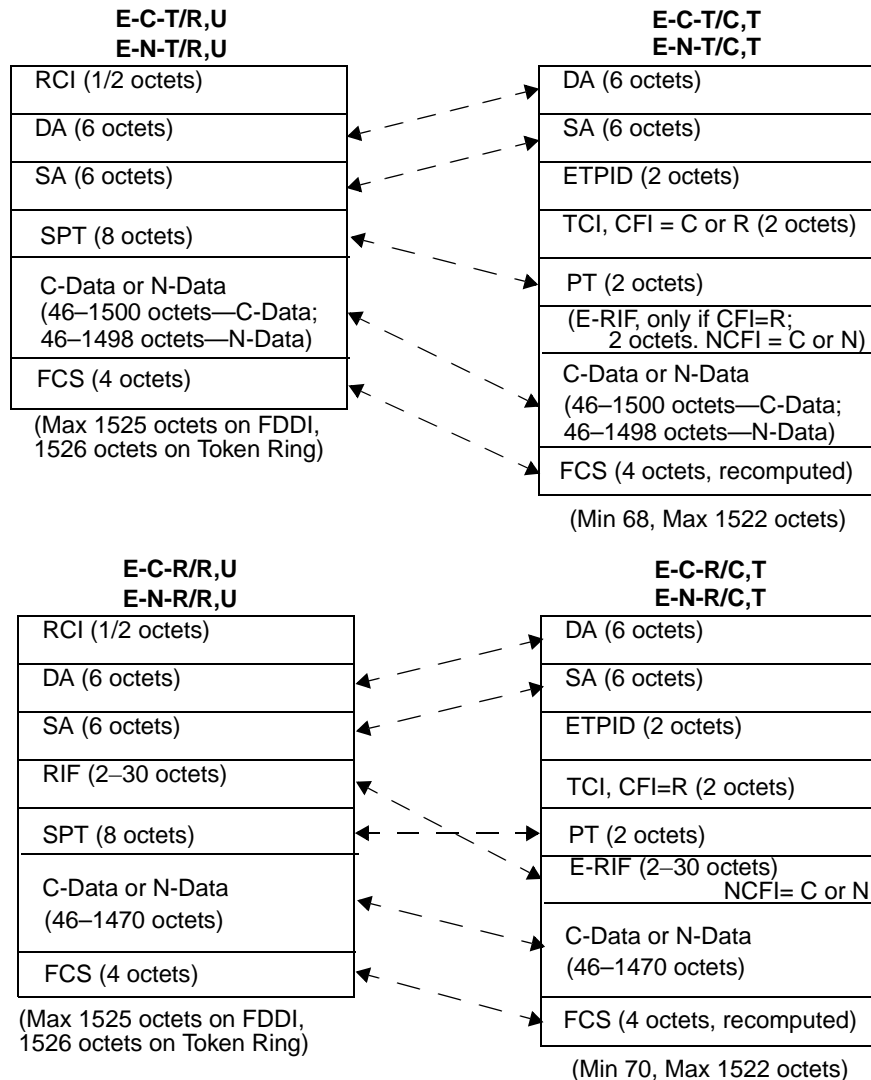 E-C-T/R,U
E-N-T/R,U
RCI (1/2 octets)
DA (6 octets)
SA (6 octets)
SPT (8 octets)
C-Data or N-Data
(46–1500 octets—C-Data;
46–1498 octets—N-Data)
FCS (4 octets)
(Max 1525 octets on FDDI,
1526 octets on Token Ring)
E-C-T/C,T
E-N-T/C,T
DA (6 octets)
SA (6 octets)
ETPID (2 octets)
TCI, CFI = C or R (2 octets)
PT (2 octets)
(E-RIF, only if CFI=R;
2 octets. NCFI = C or N)
C-Data or N-Data
(46–1500 octets—C-Data;
46–1498 octets—N-Data)
FCS (4 octets, recomputed)
(Min 68, Max 1522 octets)
E-C-R/R,U
E-N-R/R,U
RCI (1/2 octets)
DA (6 octets)
SA (6 octets)
RIF (2–30 octets)
SPT (8 octets)
C-Data or N-Data
(46–1470 octets)
FCS (4 octets)
(Max 1525 octets on FDDI,
1526 octets on Token Ring)
E-C-R/C,T
E-N-R/C,T
DA (6 octets)
SA (6 octets)
ETPID (2 octets)
TCI, CFI=R (2 octets)
PT (2 octets)
E-RIF (2–30 octets)
NCFI= C or N
C-Data or N-Data
(46–1470 octets)
FCS (4 octets, recomputed)
(Min 70, Max 1522 octets)